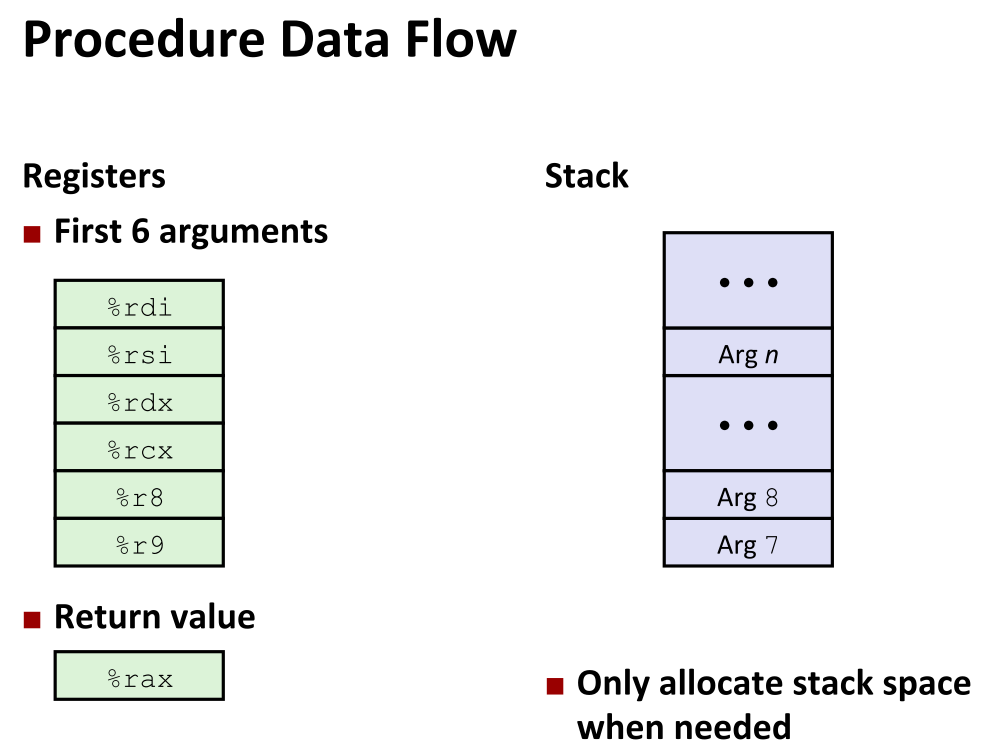 Procedure Data Flow
Registers
■ First 6 arguments
%rdi
%rsi
%rdx
%rcx
%r8
%r9
■ Return value
%rax
Stack
• • •
Arg n
• • •
Arg 8
Arg 7
■ Only allocate stack space
when needed